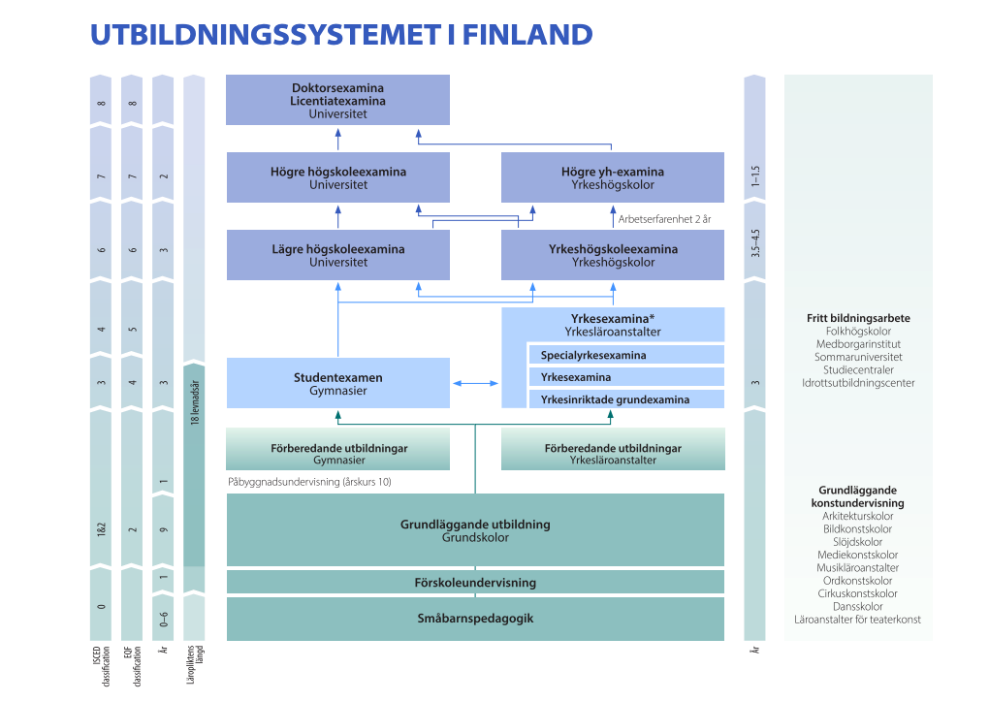 UTBILDNINGSSYSTEMET I FINLAND
8
8
7
7
2
6
6
3
4
5
3
4
3
18 levnadsår
1
1&2
2
9
1
0
0–6
ISCED
classification
EQF
classification
År
Läropliktens
längd
Doktorsexamina
Licentiatexamina
Universitet
Högre högskoleexamina
Universitet
Högre yh-examina
Yrkeshögskolor
Arbetserfarenhet 2 år
Lägre högskoleexamina
Universitet
Yrkeshögskoleexamina
Yrkeshögskolor
Yrkesexamina*
Yrkesläroanstalter
Specialyrkesexamina
Yrkesexamina
Yrkesinriktade grundexamina
Studentexamen
Gymnasier
Förberedande utbildningar
Gymnasier
Förberedande utbildningar
Yrkesläroanstalter
Påbyggnadsundervisning (årskurs 10)
Grundläggande utbildning
Grundskolor
Förskoleundervisning
Småbarnspedagogik
1–1.5
3.5–4.5
3
År
Fritt bildningsarbete
Folkhögskolor
Medborgarinstitut
Sommaruniversitet
Studiecentraler
Idrottsutbildningscenter
Grundläggande
konstundervisning
Arkitekturskolor
Bildkonstskolor
Slöjdskolor
Mediekonstskolor
Musikläroanstalter
Ordkonstskolor
Cirkuskonstskolor
Dansskolor
Läroanstalter för teaterkonst